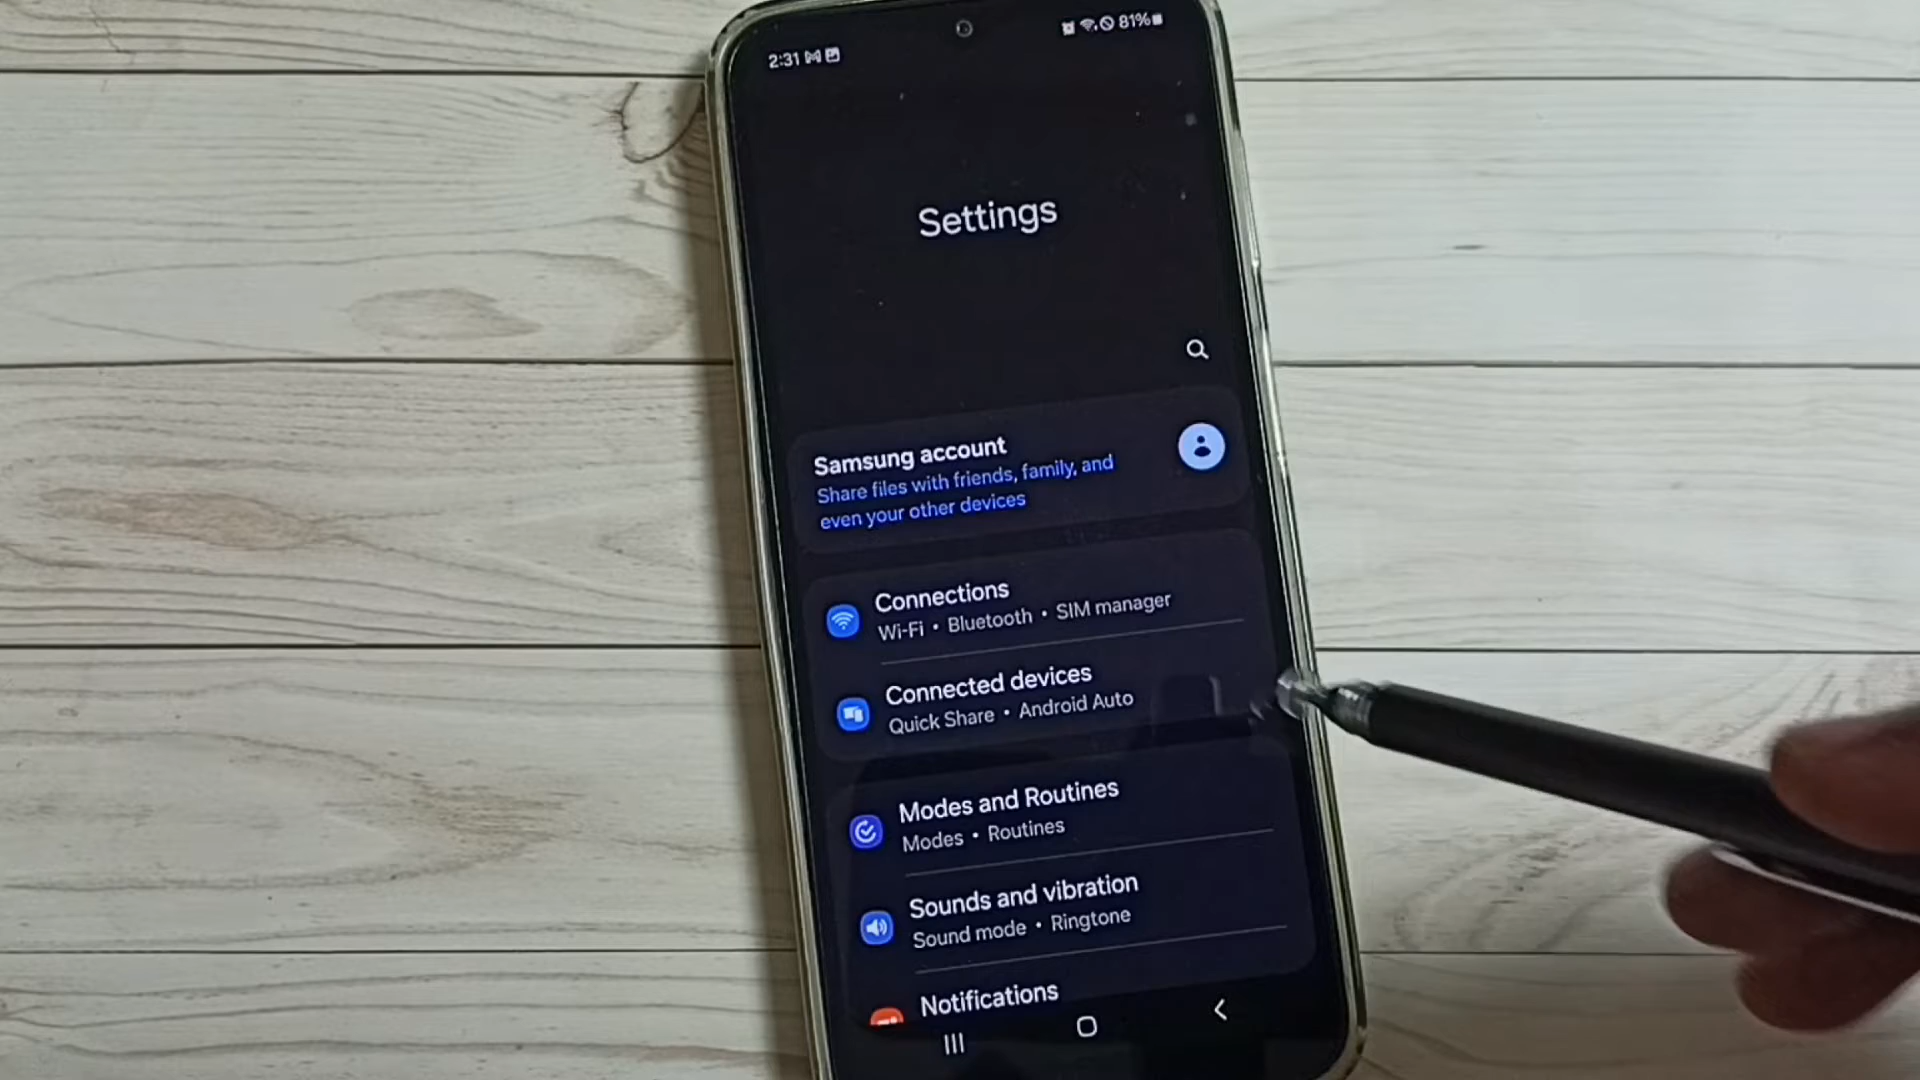 2:31
81%
Settings
Samsung account
Share files with friends, family, and
even your other devices
Connections
Wi-Fi • Bluetooth • SIM manager
Connected devices
Quick Share • Android Auto
Modes and Routines
Modes • Routines
Sounds and vibration
Sound mode • Ringtone
Notifications